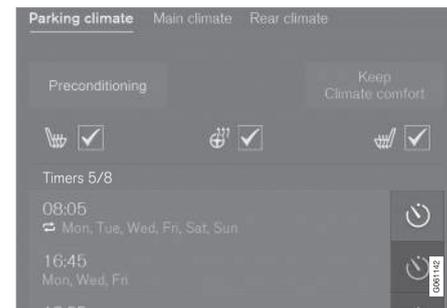 Parking climate Main climate Rear climate
Preconditioning
Keep
Climate comfort
Timers 5/8
08:05
Mon, Tue, Wed, Fri, Sat, Sun
16:45
Mon, Wed, Fri
G061142